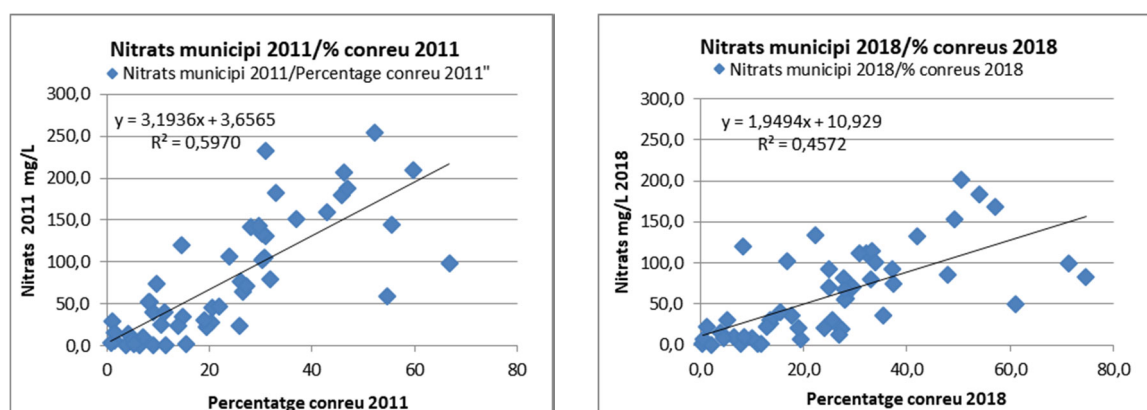 Nitrats municipi 2011/% conreu 2011
Nitrats municipi 2011/Percentage conreu 2011"
300,0
250,0
200,0
150,0
100,0
50,0
0,0
y = 3,1936x + 3,6565
R² = 0,5970
Nitrats 2011 mg/L
0
20
40
60
80
Percentatge conreu 2011
Nitrats municipi 2018/% conreus 2018
Nitrats municipi 2018/% conreus 2018
300,0
250,0
200,0
150,0
100,0
50,0
0,0
y = 1,9494x + 10,929
R² = 0,4572
Nitrats mg/L 2018
0,0
20,0
40,0
60,0
80,0
Percentatge conreu 2018